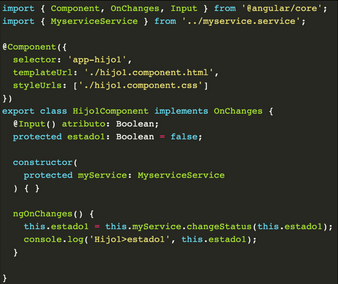 import { Component, OnChanges, Input } from '@angular/core';
import { MyserviceService } from '../myservice.service';
@Component({
selector: 'app-hijo1',
templateUrl: './hijo1.component.html',
styleUrls: ['./hijo1.component.css']
})
export class Hijo1Component implements OnChanges {
@Input() atributo: Boolean;
protected estado1: Boolean = false;
constructor(
protected myService: MyserviceService
) { }
ngOnChanges() {
this.estado1 = this.myService.changeStatus(this.estado1);
console.log('Hijo1>estado1', this.estado1);
}
}